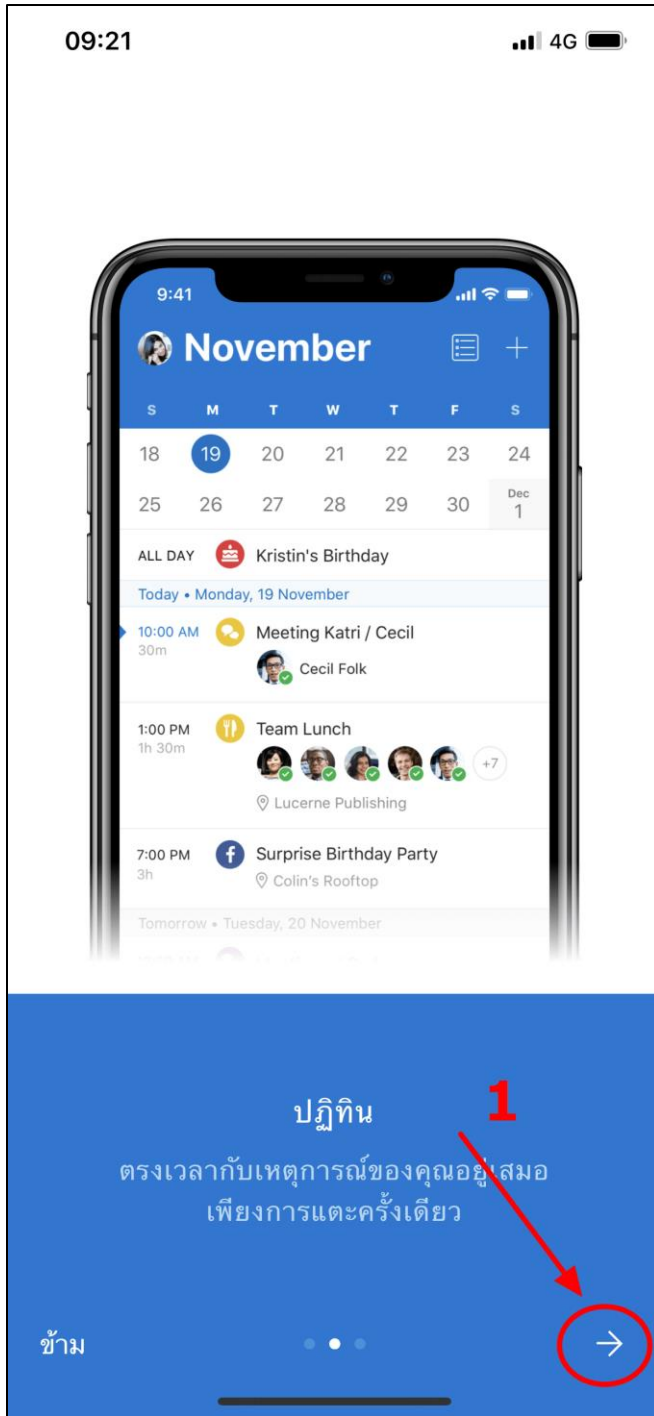 09:21 4G
9:41
November
S M T W T F S
18 19 20 21 22 23 24
25 26 27 28 29 30 Dec 1
ALL DAY Kristin's Birthday
Today • Monday, 19 November
10:00 AM Meeting Katri / Cecil
30m Cecil Folk
1:00 PM Team Lunch
1h 30m +7
Lucerne Publishing
7:00 PM Surprise Birthday Party
3h Colin's Rooftop
Tomorrow • Tuesday, 20 November
1
ปฏิทิน
ตรงเวลากับเหตุการณ์ของคุณอยู่เสมอ
เพียงการแตะครั้งเดียว
ข้าม